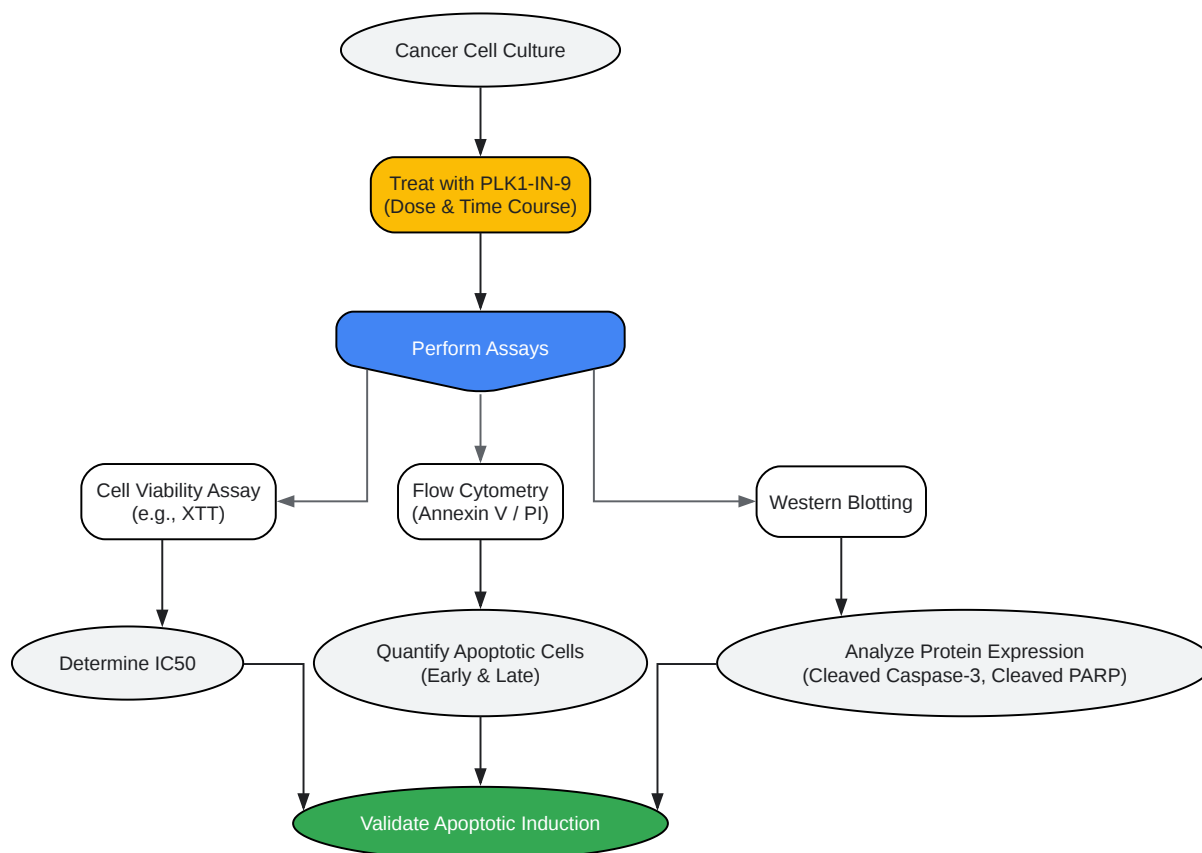 Cancer Cell Culture
Treat with PLK1-IN-9
(Dose & Time Course)
Perform Assays
Cell Viability Assay
(e.g., XTT)
Flow Cytometry
(Annexin V / PI)
Western Blotting
Determine IC50
Quantify Apoptotic Cells
(Early & Late)
Analyze Protein Expression
(Cleaved Caspase-3, Cleaved PARP)
Validate Apoptotic Induction